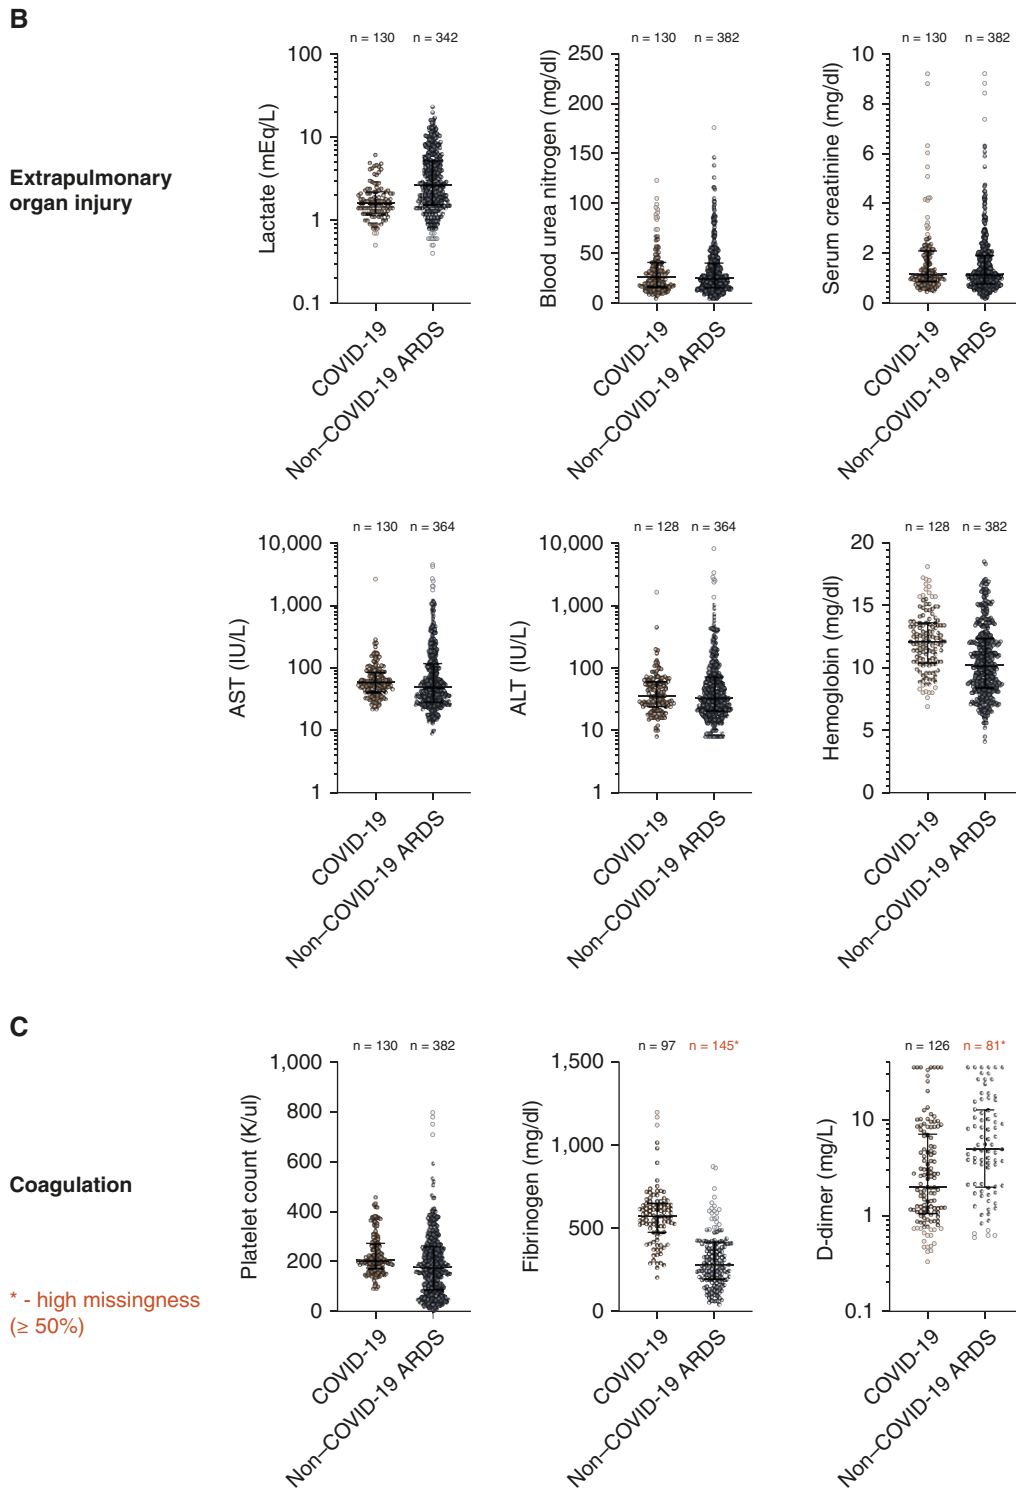 B
Extrapulmonary
organ injury
n = 130 n = 342
Lactate (mEq/L)
100
10
1
0.1
COVID-19
Non–COVID-19 ARDS
n = 130 n = 382
Blood urea nitrogen (mg/dl)
250
200
150
100
50
0
COVID-19
Non–COVID-19 ARDS
n = 130 n = 382
Serum creatinine (mg/dl)
10
8
6
4
2
0
COVID-19
Non–COVID-19 ARDS
n = 130 n = 364
AST (IU/L)
10,000
1,000
100
10
1
COVID-19
Non–COVID-19 ARDS
n = 128 n = 364
ALT (IU/L)
10,000
1,000
100
10
1
COVID-19
Non–COVID-19 ARDS
n = 128 n = 382
Hemoglobin (mg/dl)
20
15
10
5
0
COVID-19
Non–COVID-19 ARDS
C
Coagulation
* - high missingness
(≥ 50%)
n = 130 n = 382
Platelet count (K/ul)
1,000
800
600
400
200
0
COVID-19
Non–COVID-19 ARDS
n = 97 n = 145*
Fibrinogen (mg/dl)
1,500
1,000
500
0
COVID-19
Non–COVID-19 ARDS
n = 126 n = 81*
D-dimer (mg/L)
10
1
0.1
COVID-19
Non–COVID-19 ARDS